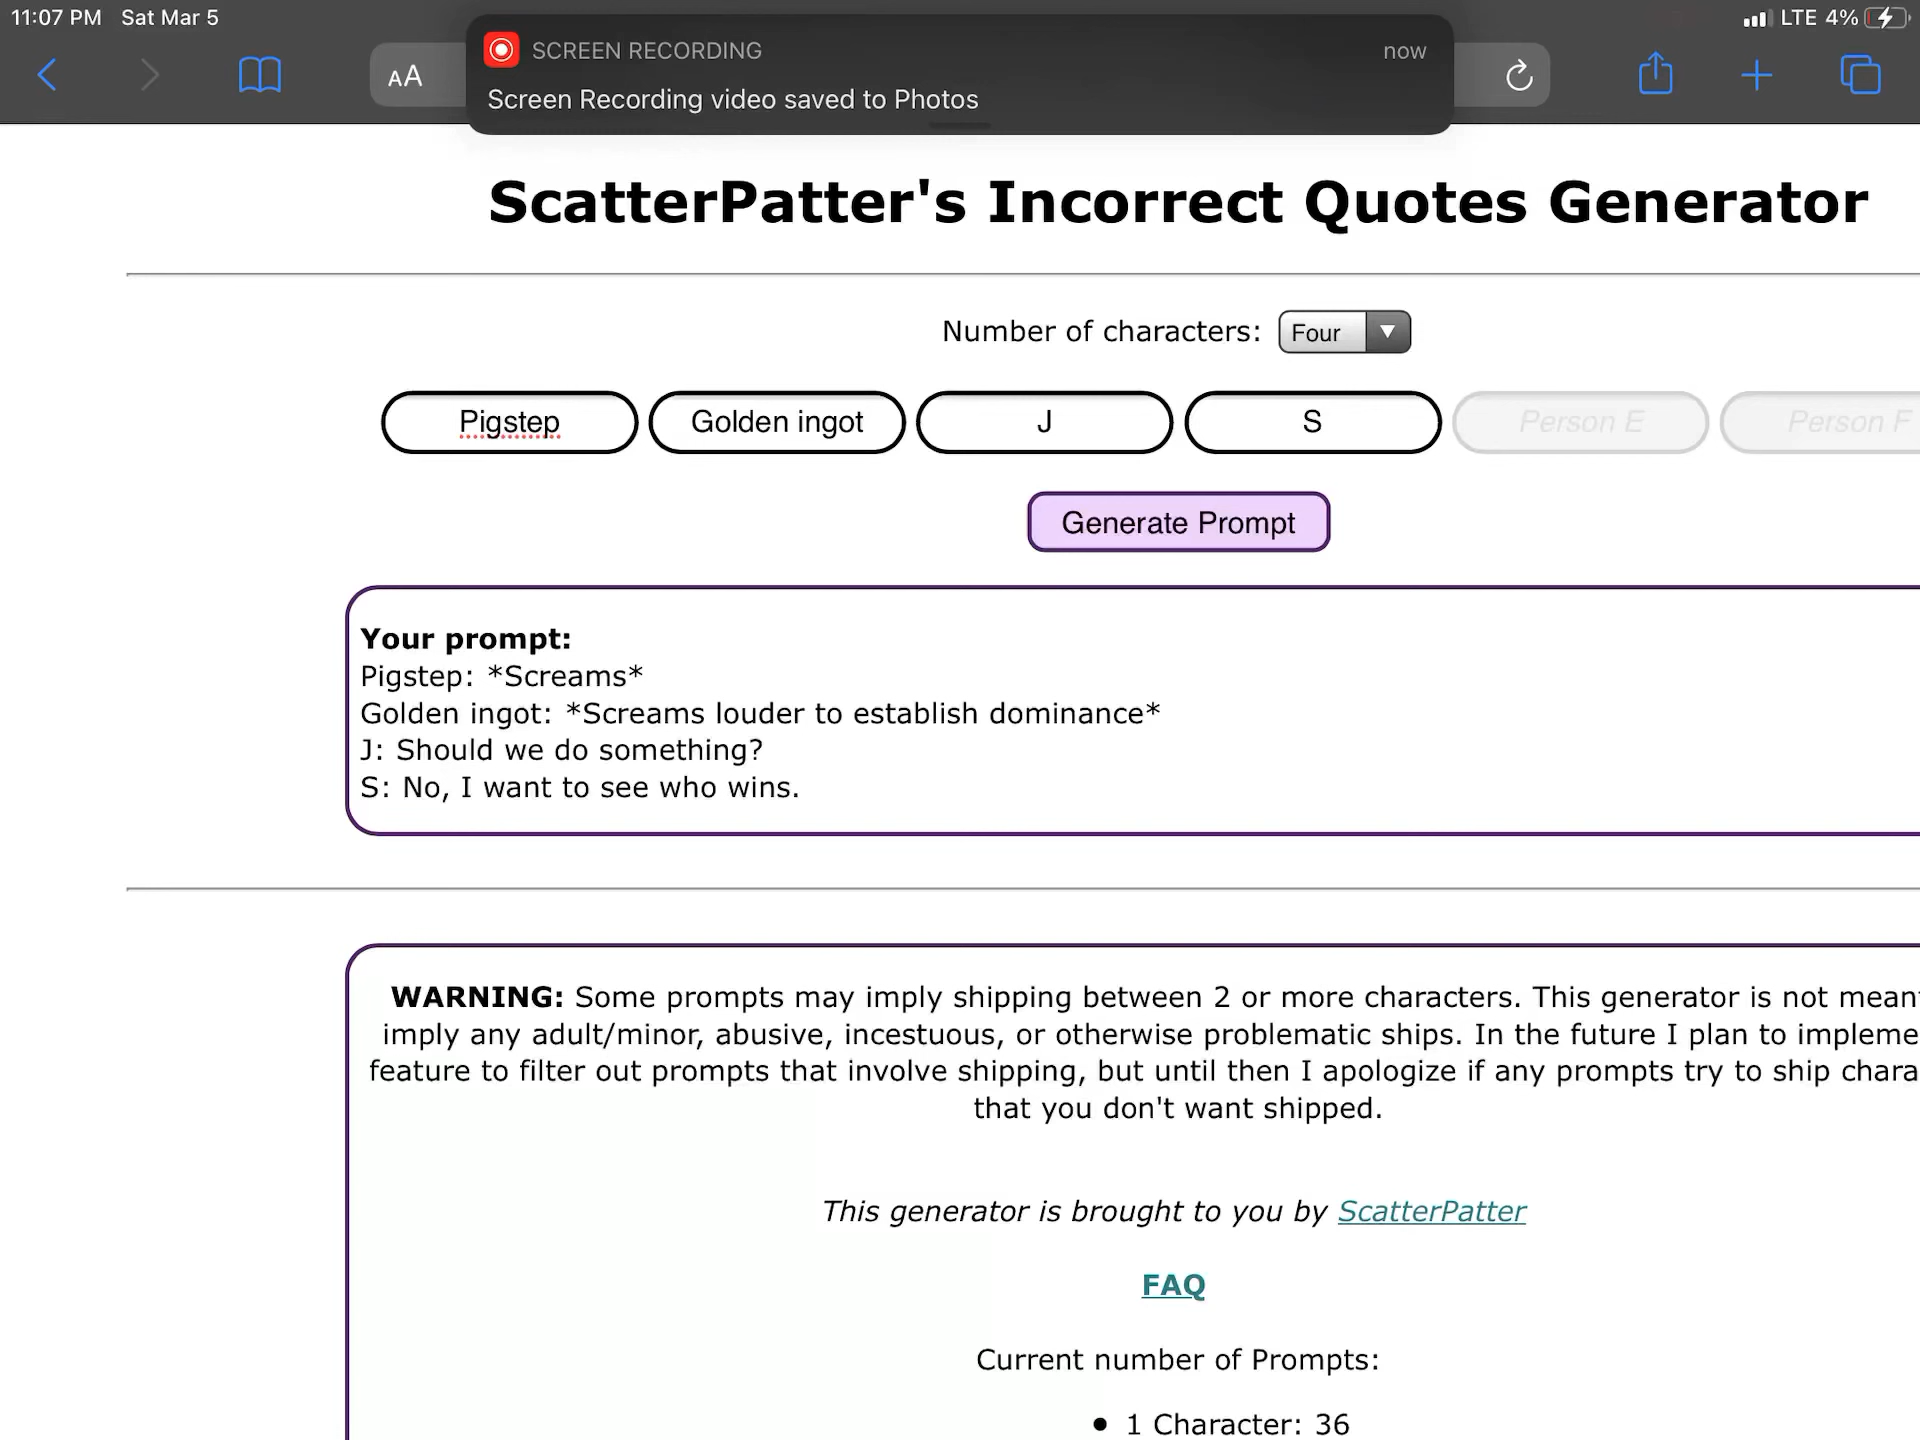 11:07 PM Sat Mar 5
LTE 4%
SCREEN RECORDING now
AA
Screen Recording video saved to Photos
ScatterPatter's Incorrect Quotes Generator
Number of characters: Four
Pigstep Golden ingot J S Person E Person F
Generate Prompt
Your prompt:
Pigstep: *Screams*
Golden ingot: *Screams louder to establish dominance*
J: Should we do something?
S: No, I want to see who wins.
WARNING: Some prompts may imply shipping between 2 or more characters. This generator is not mean
imply any adult/minor, abusive, incestuous, or otherwise problematic ships. In the future I plan to impleme
feature to filter out prompts that involve shipping, but until then I apologize if any prompts try to ship chara
that you don't want shipped.
This generator is brought to you by ScatterPatter
FAQ
Current number of Prompts:
• 1 Character: 36